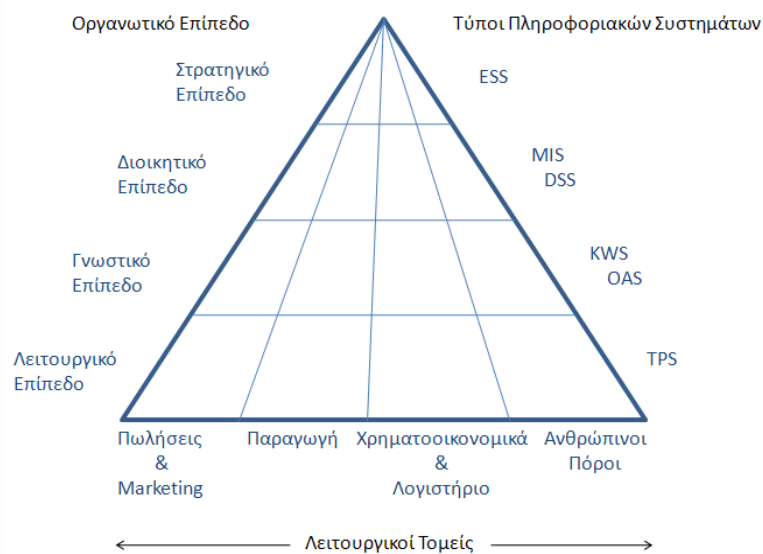 Οργανωτικό Επίπεδο
Τύποι Πληροφοριακών Συστημάτων
Στρατηγικό
Επίπεδο
ESS
Διοικητικό
Επίπεδο
MIS
DSS
Γνωστικό
Επίπεδο
KWS
OAS
Λειτουργικό
Επίπεδο
TPS
Πωλήσεις
&
Marketing
Παραγωγή
Χρηματοοικονομικά
&
Λογιστήριο
Ανθρώπινοι
Πόροι
Λειτουργικοί Τομείς